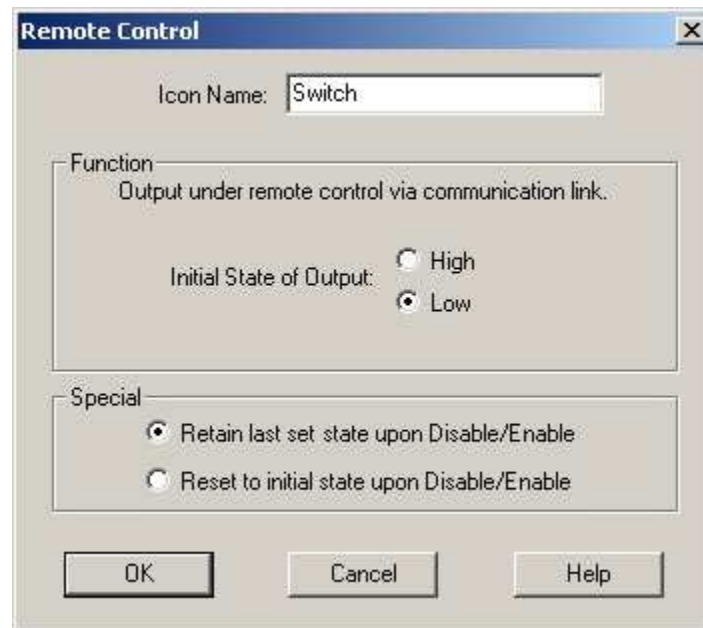 Remote Control
Icon Name: Switch
Function
Output under remote control via communication link.
Initial State of Output:
High
Low
Special
Retain last set state upon Disable/Enable
Reset to initial state upon Disable/Enable
OK Cancel Help